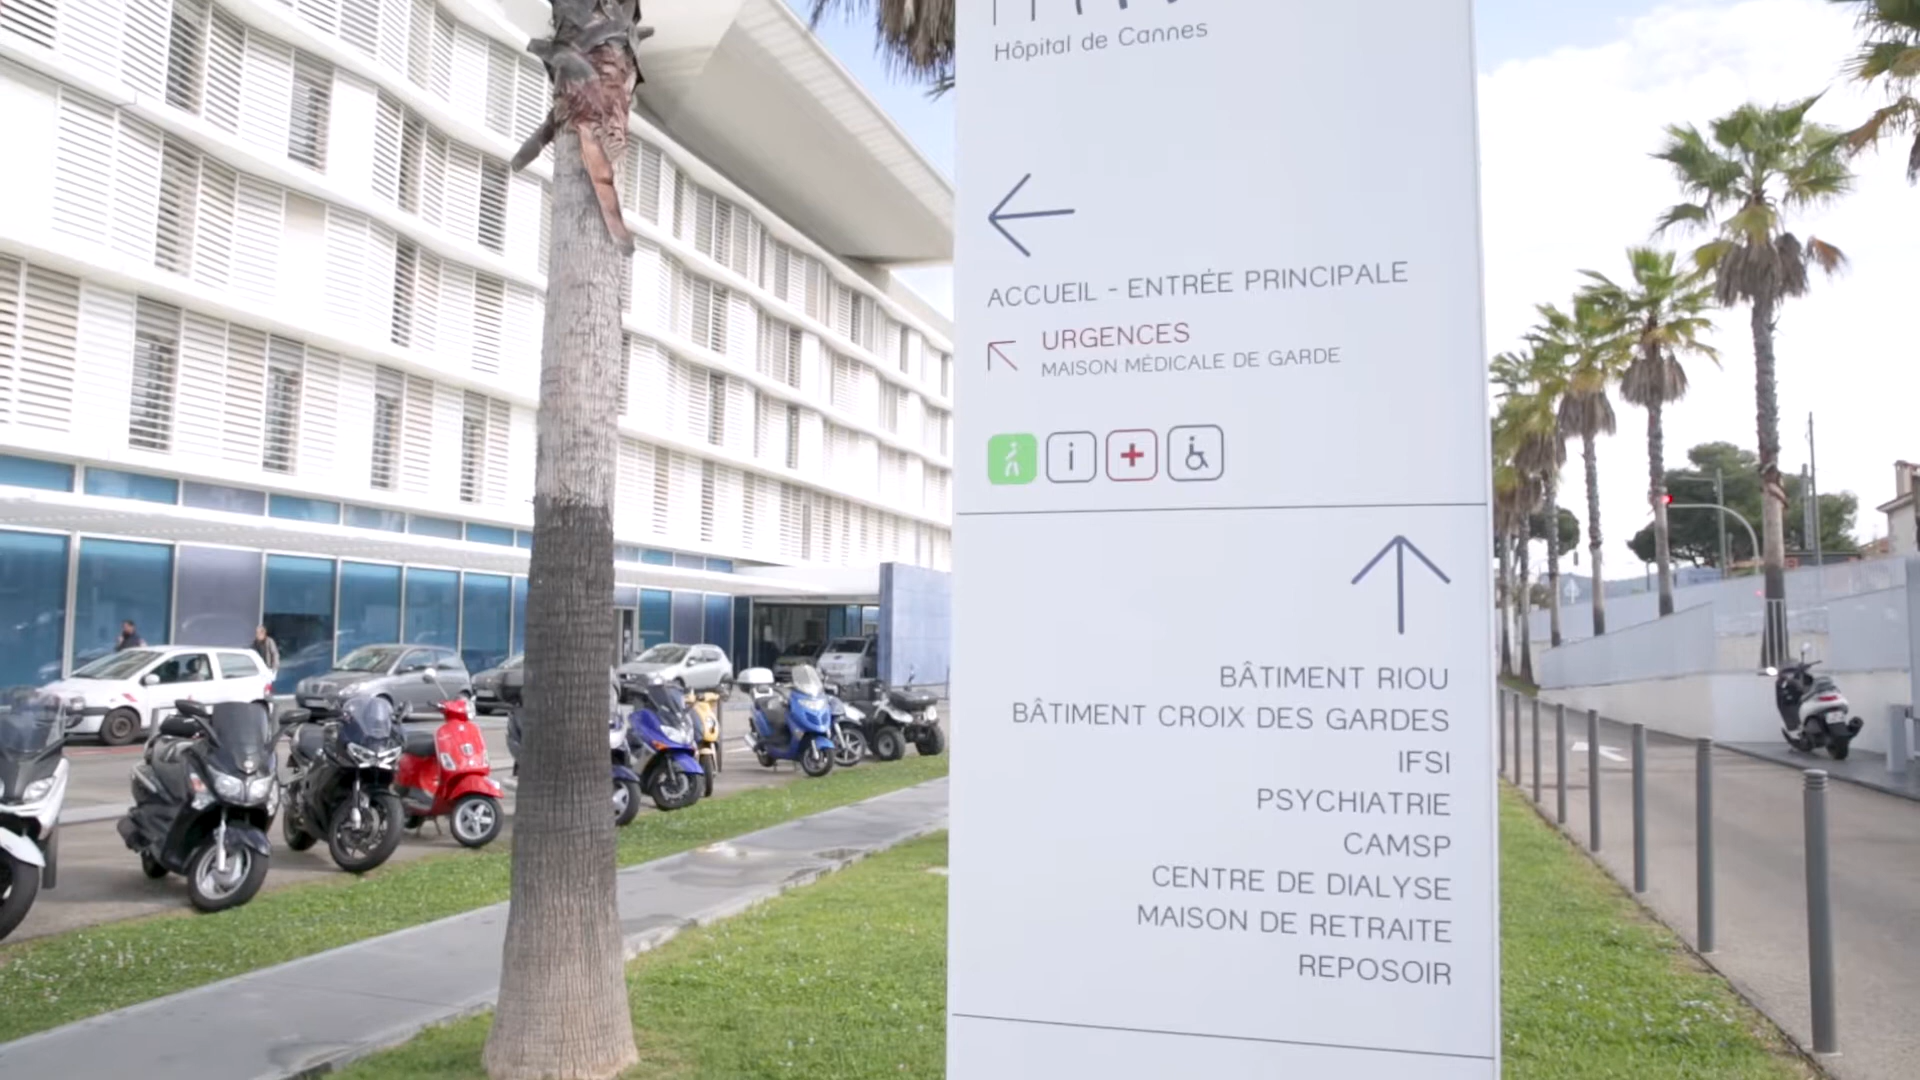 Hôpital de Cannes
ACCUEIL - ENTRÉE PRINCIPALE
URGENCES
MAISON MÉDICALE DE GARDE
i
BÂTIMENT RIOU
BÂTIMENT CROIX DES GARDES
IFSI
PSYCHIATRIE
CAMSP
CENTRE DE DIALYSE
MAISON DE RETRAITE
REPOSOIR